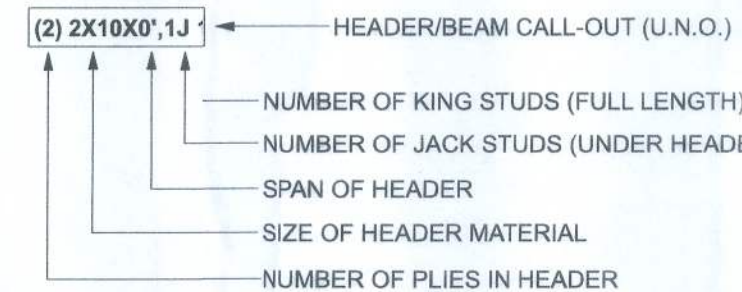 (2) 2X10X0',1J
HEADER/BEAM CALL-OUT (U.N.O.)
NUMBER OF KING STUDS (FULL LENGTH)
NUMBER OF JACK STUDS (UNDER
SPAN OF HEADER
SIZE OF HEADER MATERIAL
NUMBER OF PLIES IN HEADER